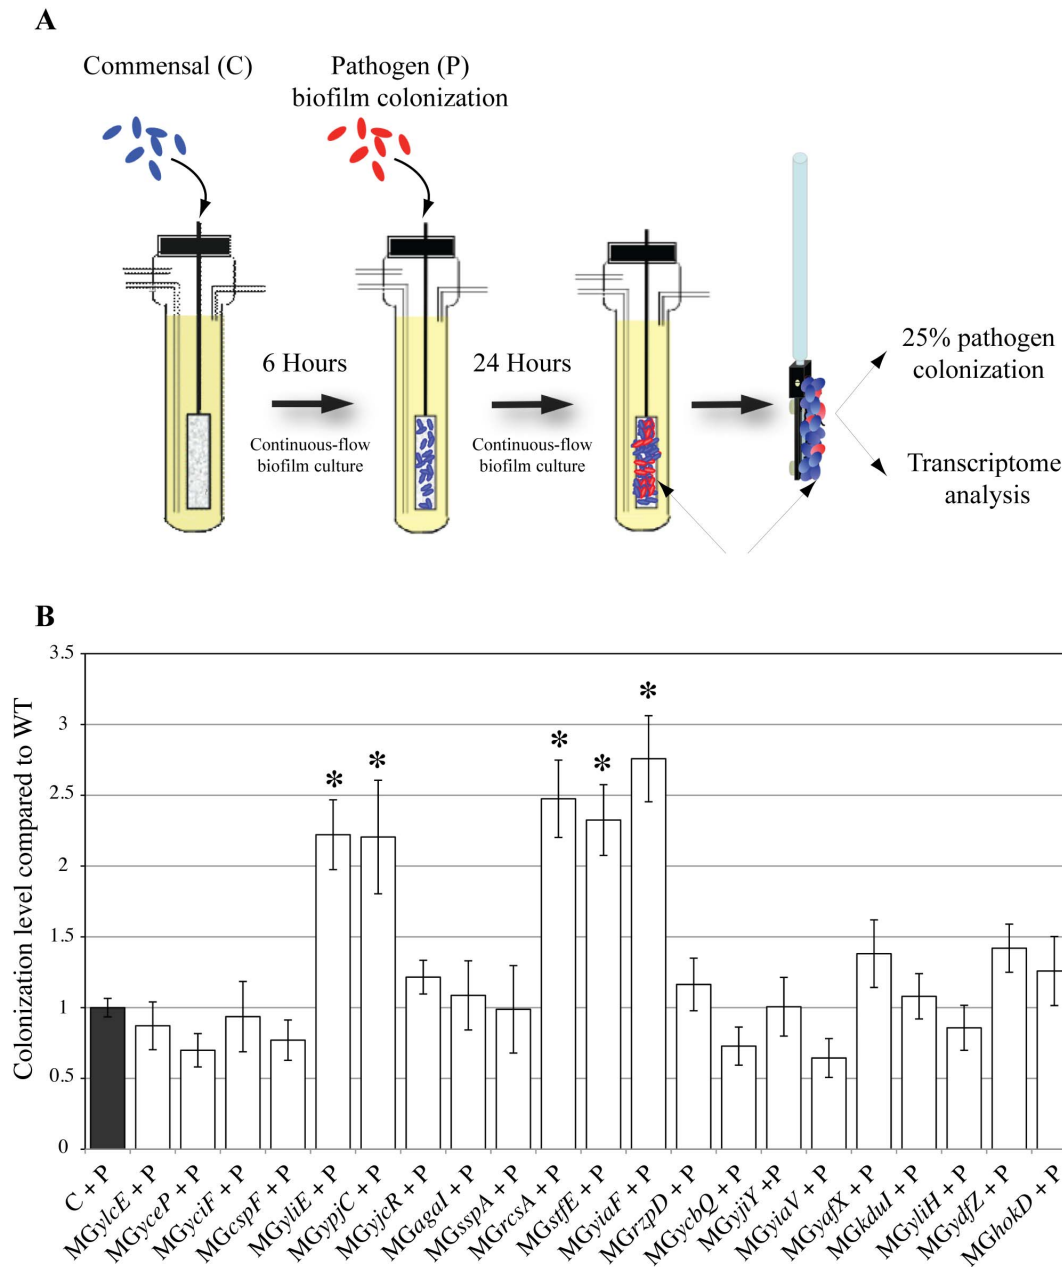 A
Commensal (C)
Pathogen (P)
biofilm colonization
6 Hours
Continuous-flow
biofilm culture
24 Hours
Continuous-flow
biofilm culture
25% pathogen
colonization
Transcriptome
analysis
B
Colonization level compared to WT
3.5
3
2.5
2
1.5
1
0.5
0
* * * * *
C + P
MGylcE + P
MGyceP + P
MGyciF + P
MGcspF + P
MGyliE + P
MGypjC + P
MGyjcR + P
MGagaI + P
MGsspA + P
MGrcsA + P
MGstfE + P
MGyiaF + P
MGrzpD + P
MGycbQ + P
MGyjiY + P
MGyiaV + P
MGyafX + P
MGkduI + P
MGyliH + P
MGydfZ + P
MGhokD + P